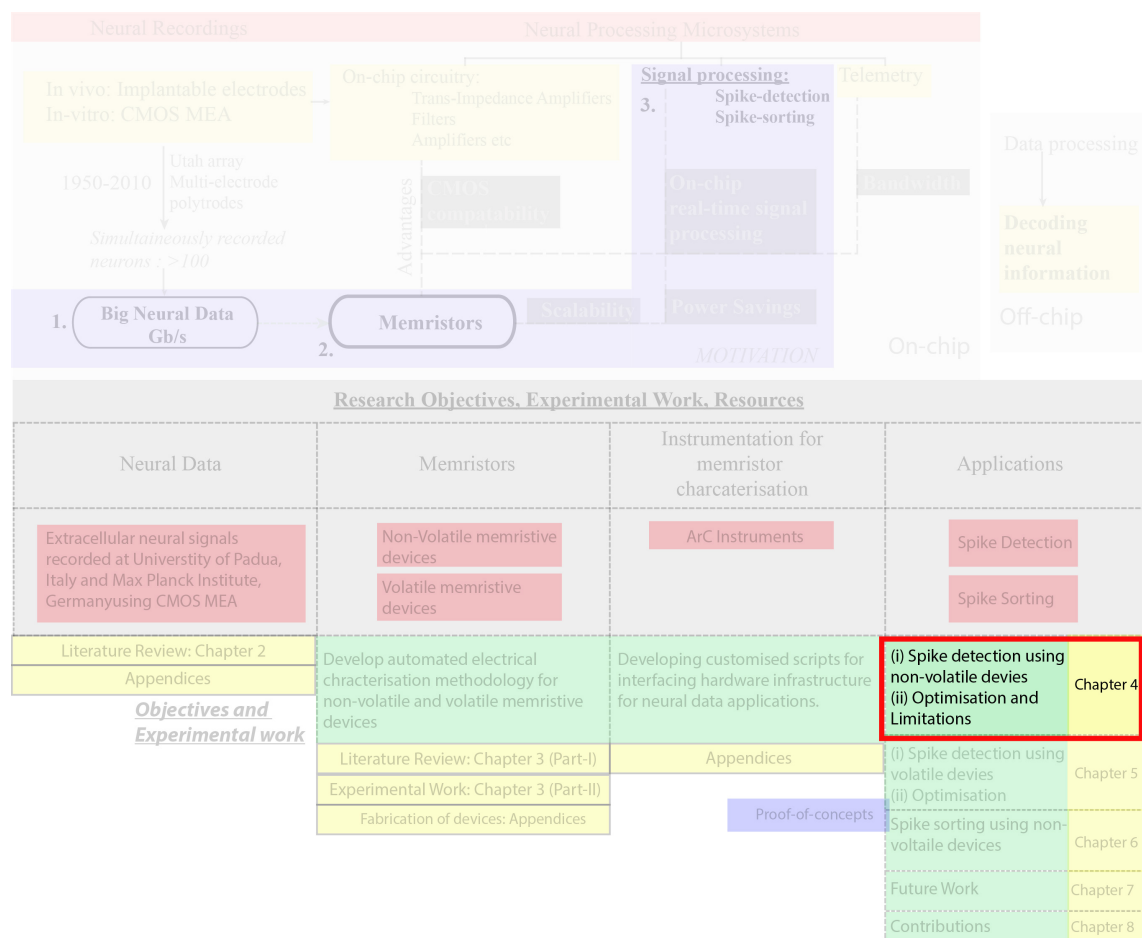 Neural Recordings
Neural Processing Microsystems
In vivo: Implantable electrodes
In-vitro: CMOS MEA
On-chip circuitry:
Trans-Impedance Amplifiers
Filters
Amplifiers etc
Signal processing:
3.
Spike-detection
Spike-sorting
Telemetry
1950-2010
Utah array
Multi-electrode
polytrodes
Simultaineously recorded
neurons : >100
Advantages
CMOS
compatability
On-chip
real-time signal
processing
Bandwidth
Data processing
Decoding
neural
information
Off-chip
1.
Big Neural Data
Gb/s
2.
Memristors
Scalability
Power Savings
MOTIVATION
On-chip
Research Objectives, Experimental Work, Resources
Neural Data
Memristors
Instrumentation for
memristor
charcaterisation
Applications
Extracellular neural signals
recorded at Universtity of Padua,
Italy and Max Planck Institute,
Germanyusing CMOS MEA
Non-Volatile memristive
devices
Volatile memristive
devices
ArC Instruments
Spike Detection
Spike Sorting
Literature Review: Chapter 2
Appendices
Objectives and
Experimental work
Develop automated electrical
chracterisation methodology for
non-volatile and volatile memristive
devices
Literature Review: Chapter 3 (Part-I)
Experimental Work: Chapter 3 (Part-II)
Fabrication of devices: Appendices
Developing customised scripts for
interfacing hardware infrastructure
for neural data applications.
Appendices
Proof-of-concepts
(i) Spike detection using
non-volatile devies
(ii) Optimisation and
Limitations
Chapter 4
(i) Spike detection using
volatile devies
(ii) Optimisation
Chapter 5
Spike sorting using non-
voltaile devices
Chapter 6
Future Work
Chapter 7
Contributions
Chapter 8